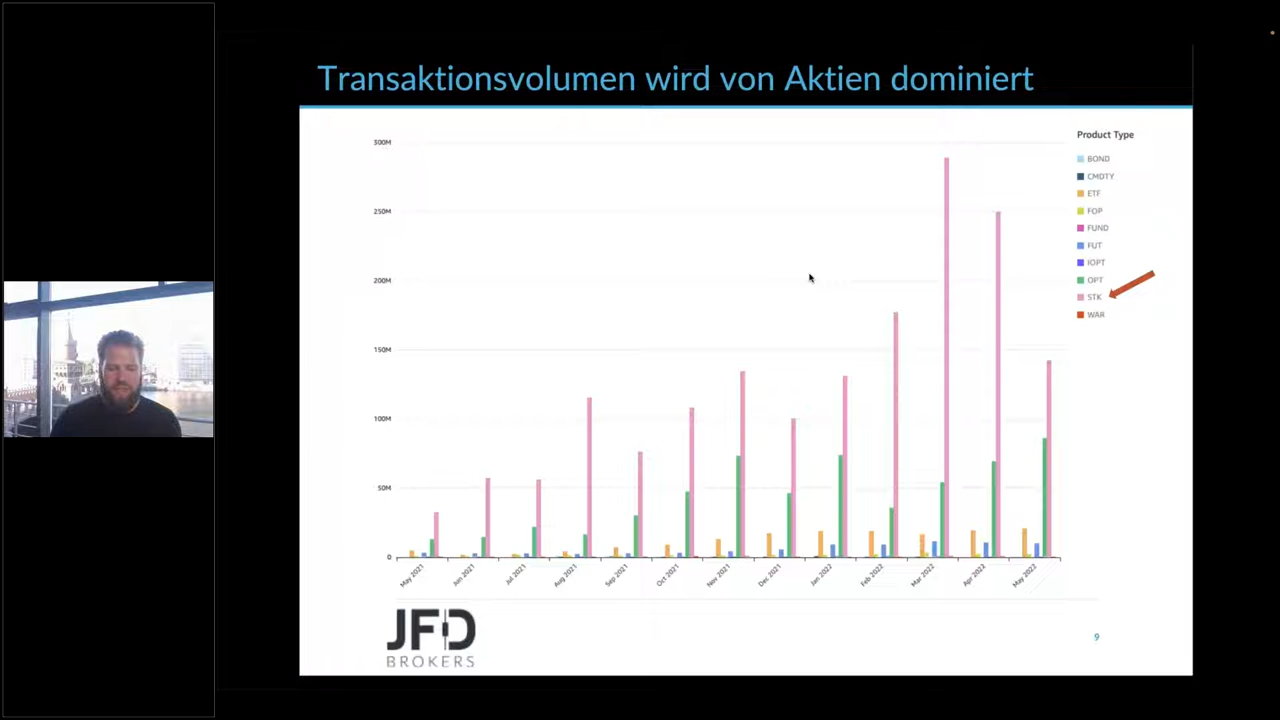 Transaktionsvolumen wird von Aktien dominiert
Product Type
BOND
CMDTY
ETF
FOP
FUND
FUT
IOPT
OPT
STK
WAR
300M
250M
200M
150M
100M
50M
0
May 2021
Jun 2021
Jul 2021
Aug 2021
Sep 2021
Oct 2021
Nov 2021
Dec 2021
Jan 2022
Feb 2022
Mar 2022
Apr 2022
May 2022
JFD
BROKERS
9